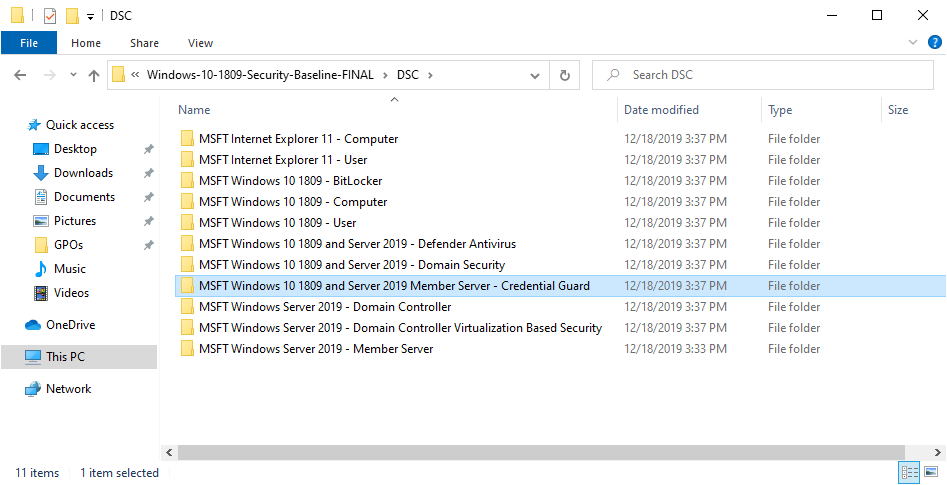 DSC
File Home Share View
« Windows-10-1809-Security-Baseline-FINAL > DSC >
Search DSC
Name Date modified Type Size
Quick access
Desktop
Downloads
Documents
Pictures
GPOs
Music
Videos
OneDrive
This PC
Network
MSFT Internet Explorer 11 - Computer 12/18/2019 3:37 PM File folder
MSFT Internet Explorer 11 - User 12/18/2019 3:37 PM File folder
MSFT Windows 10 1809 - BitLocker 12/18/2019 3:37 PM File folder
MSFT Windows 10 1809 - Computer 12/18/2019 3:37 PM File folder
MSFT Windows 10 1809 - User 12/18/2019 3:37 PM File folder
MSFT Windows 10 1809 and Server 2019 - Defender Antivirus 12/18/2019 3:37 PM File folder
MSFT Windows 10 1809 and Server 2019 - Domain Security 12/18/2019 3:37 PM File folder
MSFT Windows 10 1809 and Server 2019 Member Server - Credential Guard 12/18/2019 3:37 PM File folder
MSFT Windows Server 2019 - Domain Controller 12/18/2019 3:37 PM File folder
MSFT Windows Server 2019 - Domain Controller Virtualization Based Security 12/18/2019 3:37 PM File folder
MSFT Windows Server 2019 - Member Server 12/18/2019 3:33 PM File folder
11 items 1 item selected